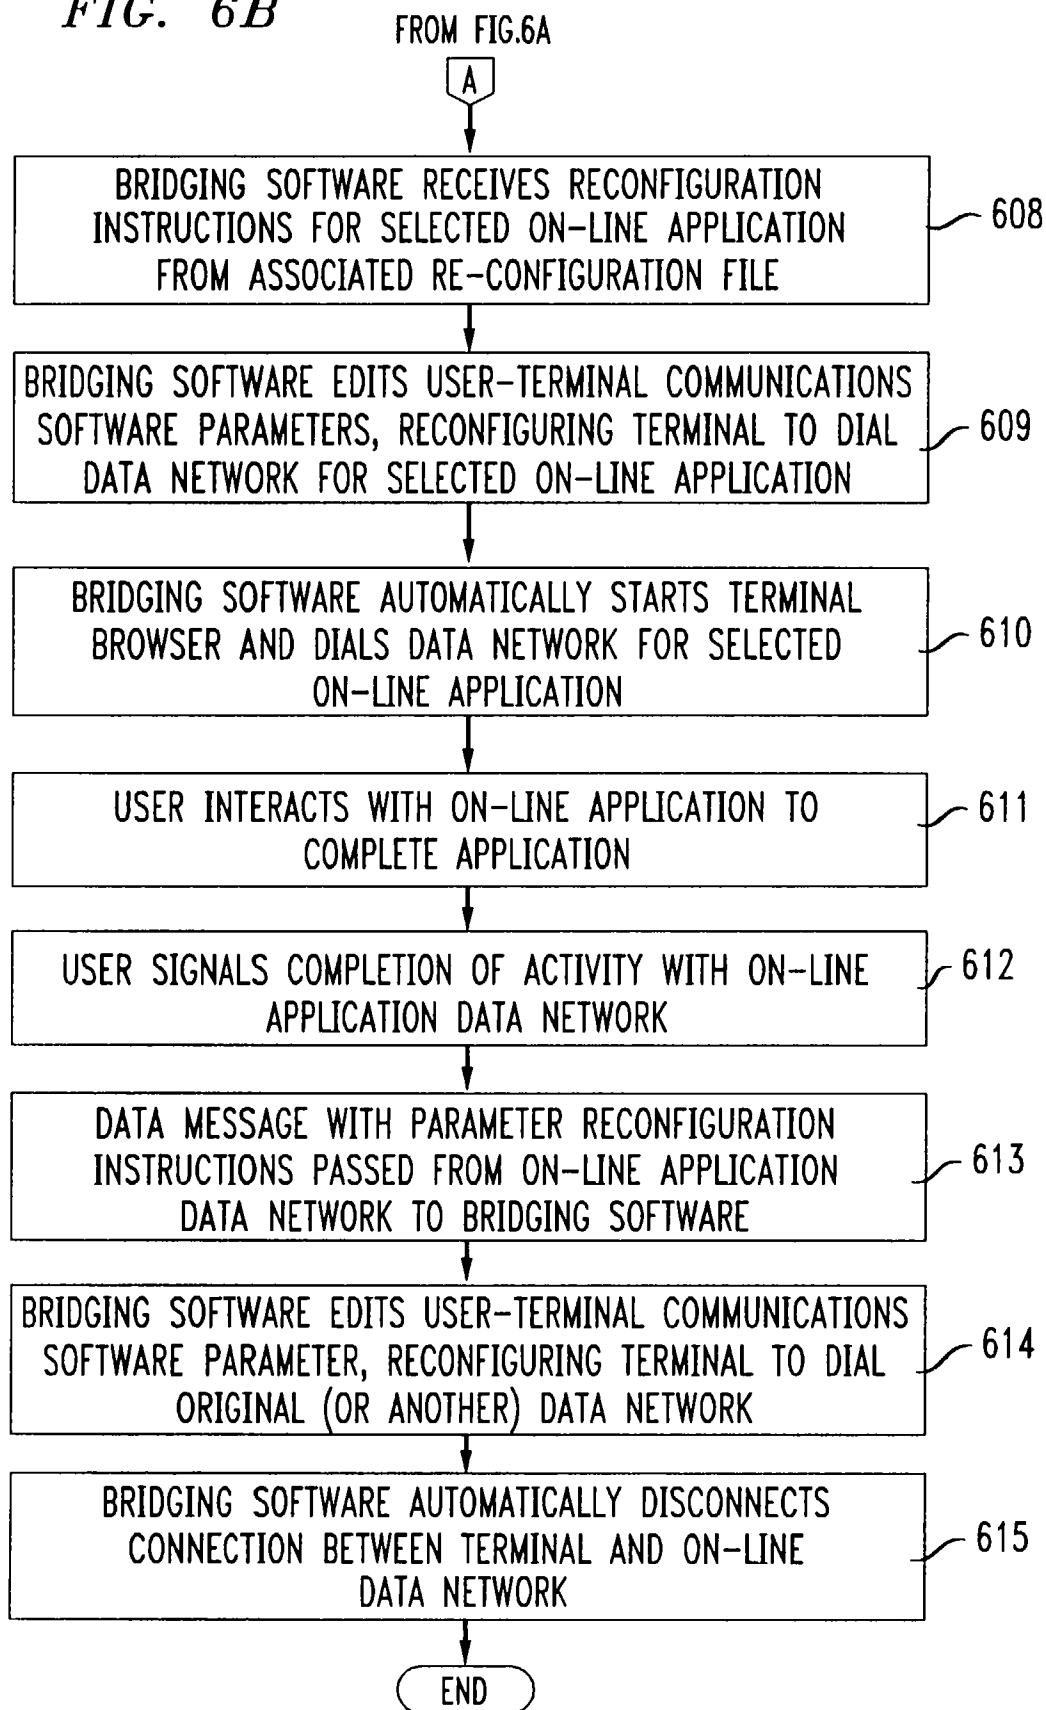 FIG. 6B
FROM FIG.6A
A
BRIDGING SOFTWARE RECEIVES RECONFIGURATION
INSTRUCTIONS FOR SELECTED ON-LINE APPLICATION
FROM ASSOCIATED RE-CONFIGURATION FILE
608
BRIDGING SOFTWARE EDITS USER-TERMINAL COMMUNICATIONS
SOFTWARE PARAMETERS, RECONFIGURING TERMINAL TO DIAL
DATA NETWORK FOR SELECTED ON-LINE APPLICATION
609
BRIDGING SOFTWARE AUTOMATICALLY STARTS TERMINAL
BROWSER AND DIALS DATA NETWORK FOR SELECTED
ON-LINE APPLICATION
610
USER INTERACTS WITH ON-LINE APPLICATION TO
COMPLETE APPLICATION
611
USER SIGNALS COMPLETION OF ACTIVITY WITH ON-LINE
APPLICATION DATA NETWORK
612
DATA MESSAGE WITH PARAMETER RECONFIGURATION
INSTRUCTIONS PASSED FROM ON-LINE APPLICATION
DATA NETWORK TO BRIDGING SOFTWARE
613
BRIDGING SOFTWARE EDITS USER-TERMINAL COMMUNICATIONS
SOFTWARE PARAMETER, RECONFIGURING TERMINAL TO DIAL
ORIGINAL (OR ANOTHER) DATA NETWORK
614
BRIDGING SOFTWARE AUTOMATICALLY DISCONNECTS
CONNECTION BETWEEN TERMINAL AND ON-LINE
DATA NETWORK
615
END